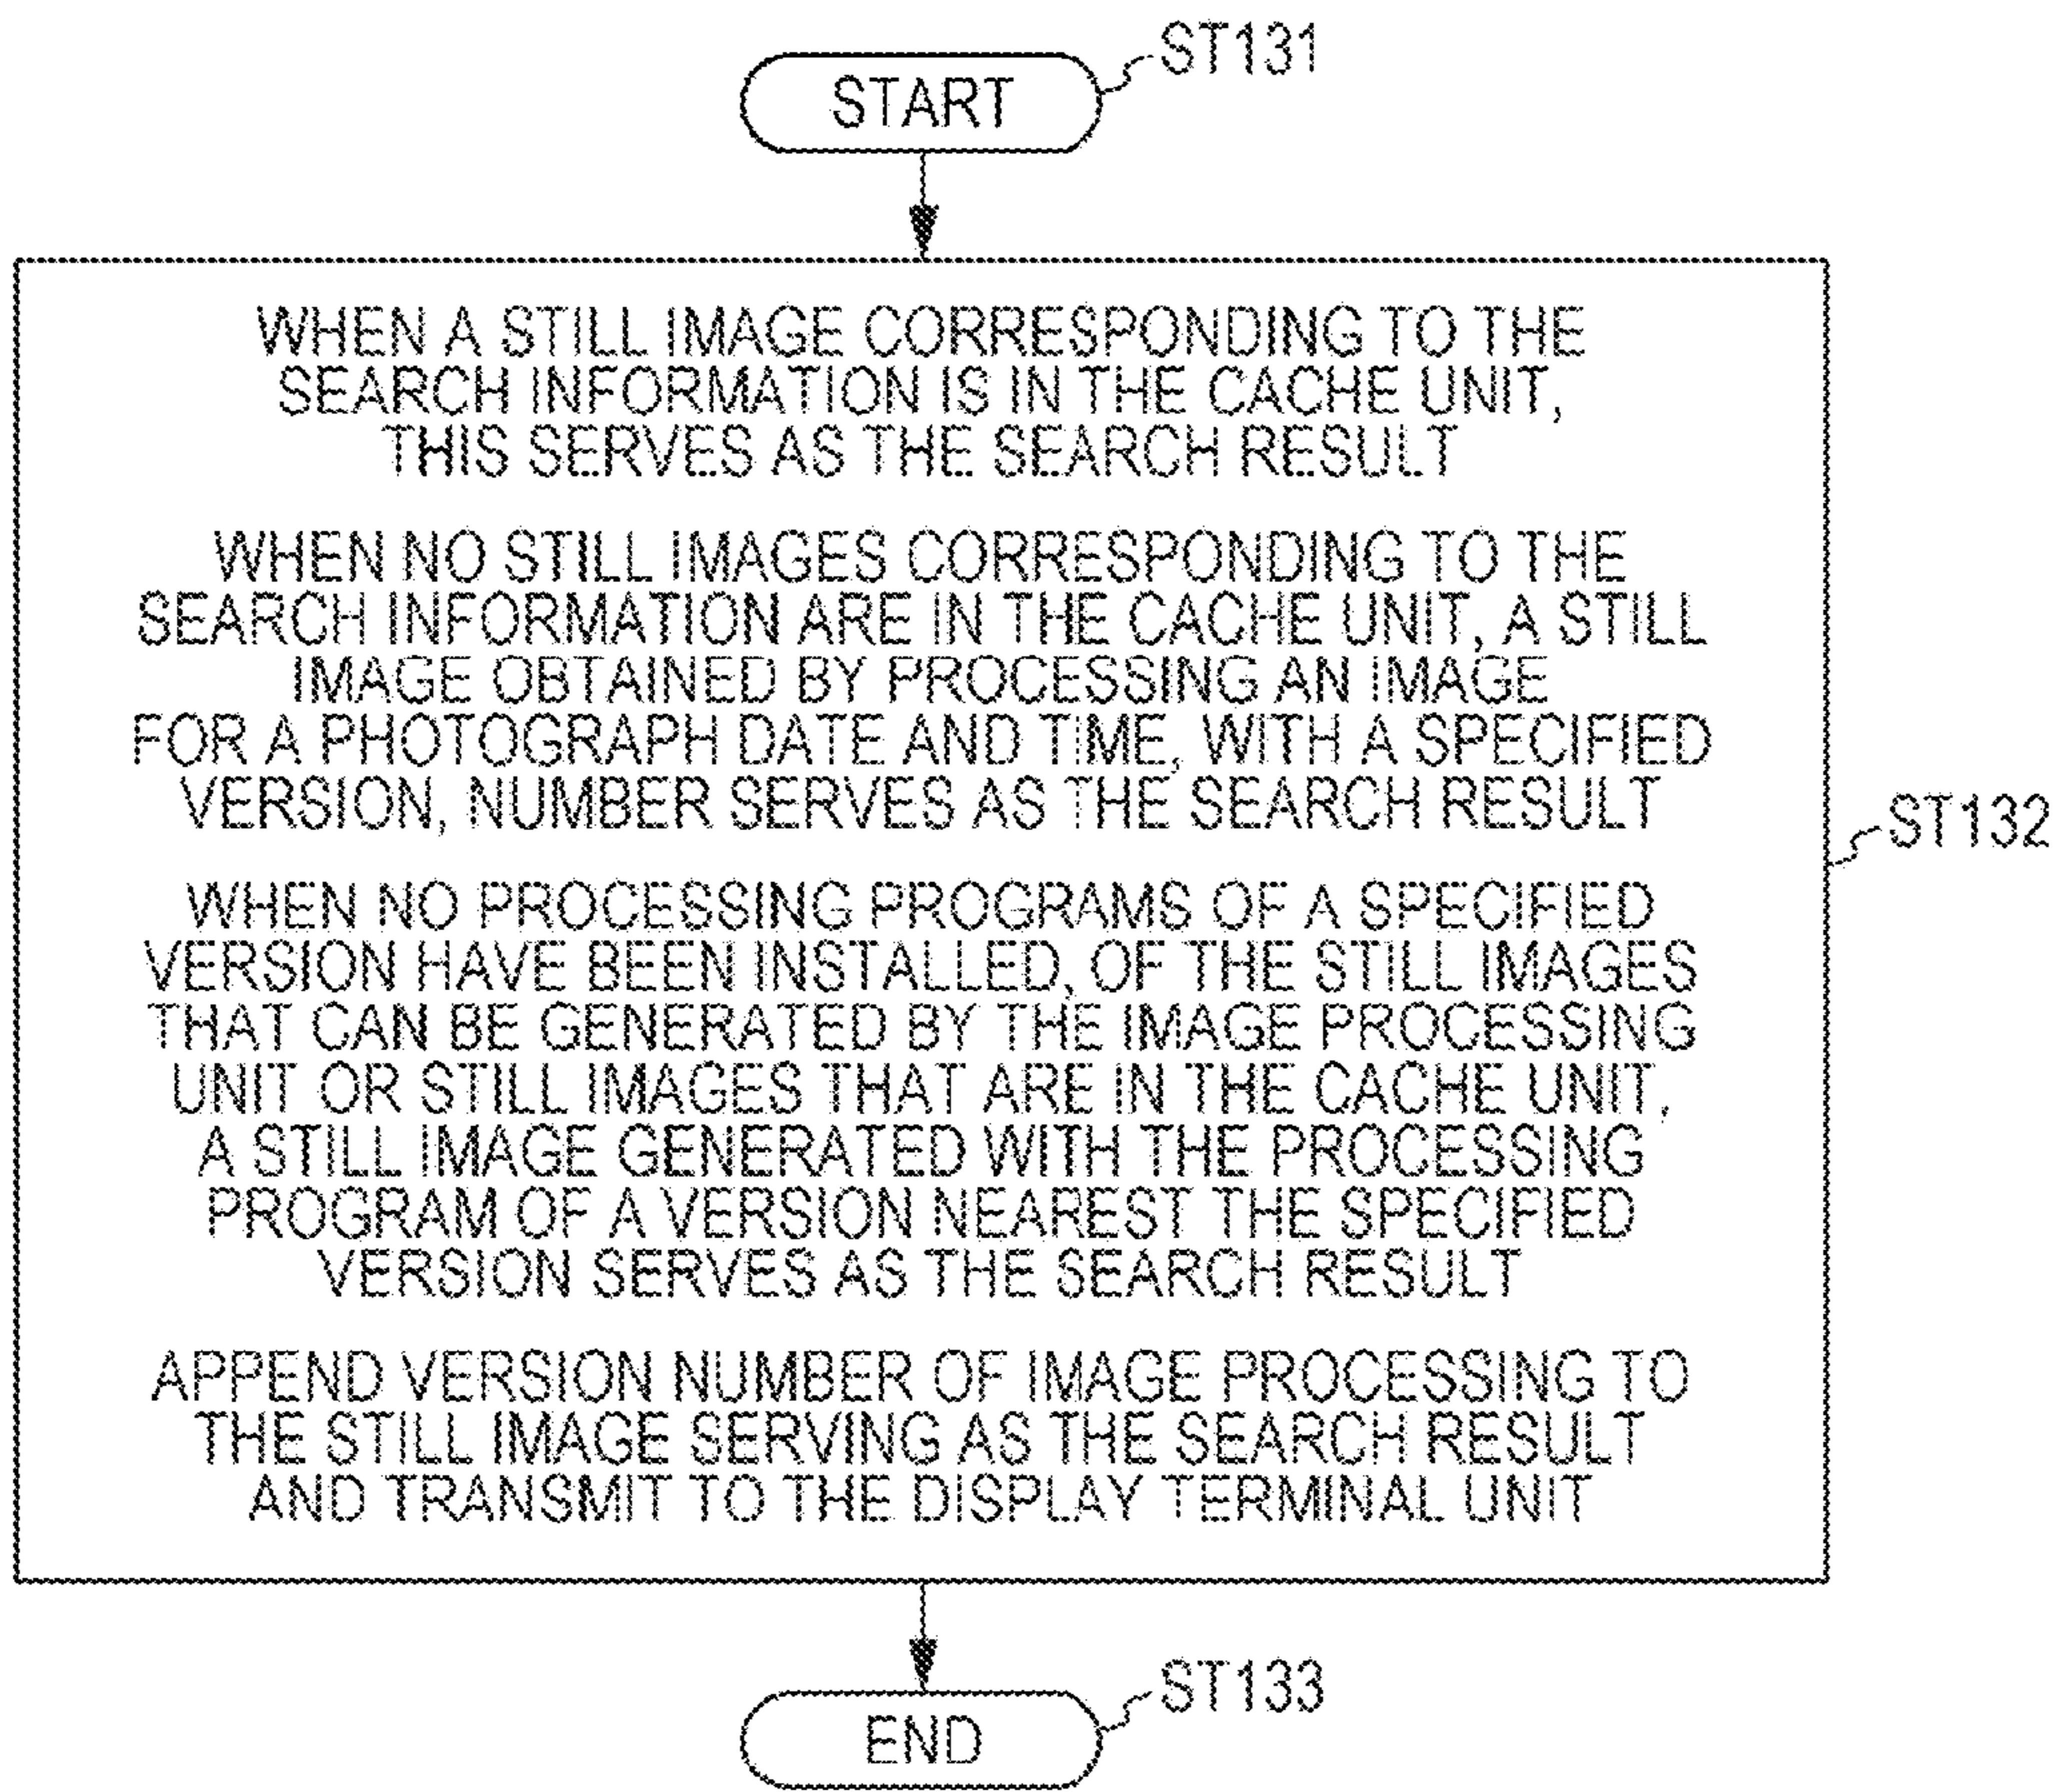 START
ST131
WHEN A STILL IMAGE CORRESPONDING TO THE
SEARCH INFORMATION IS IN THE CACHE UNIT,
THIS SERVES AS THE SEARCH RESULT
WHEN NO STILL IMAGES CORRESPONDING TO THE
SEARCH INFORMATION ARE IN THE CACHE UNIT, A STILL
IMAGE OBTAINED BY PROCESSING AN IMAGE
FOR A PHOTOGRAPH DATE AND TIME, WITH A SPECIFIED
VERSION, NUMBER SERVES AS THE SEARCH RESULT
WHEN NO PROCESSING PROGRAMS OF A SPECIFIED
VERSION HAVE BEEN INSTALLED, OF THE STILL IMAGES
THAT CAN BE GENERATED BY THE IMAGE PROCESSING
UNIT OR STILL IMAGES THAT ARE IN THE CACHE UNIT,
A STILL IMAGE GENERATED WITH THE PROCESSING
PROGRAM OF A VERSION NEAREST THE SPECIFIED
VERSION SERVES AS THE SEARCH RESULT
APPEND VERSION NUMBER OF IMAGE PROCESSING TO
THE STILL IMAGE SERVING AS THE SEARCH RESULT
AND TRANSMIT TO THE DISPLAY TERMINAL UNIT
ST132
END
ST133